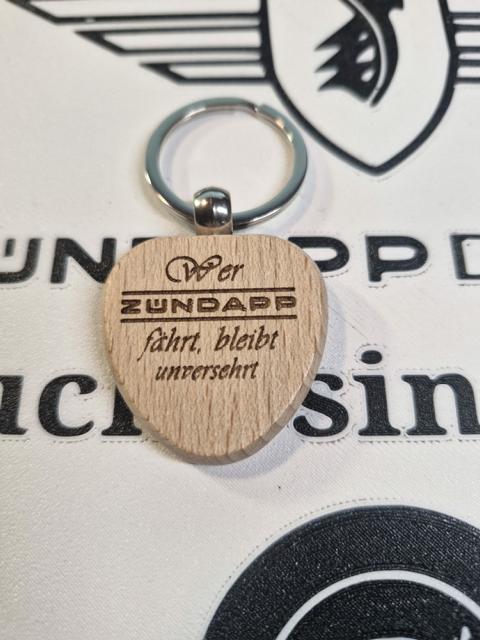 Wer
ZÜNDAPP
fährt, bleibt
unversehrt